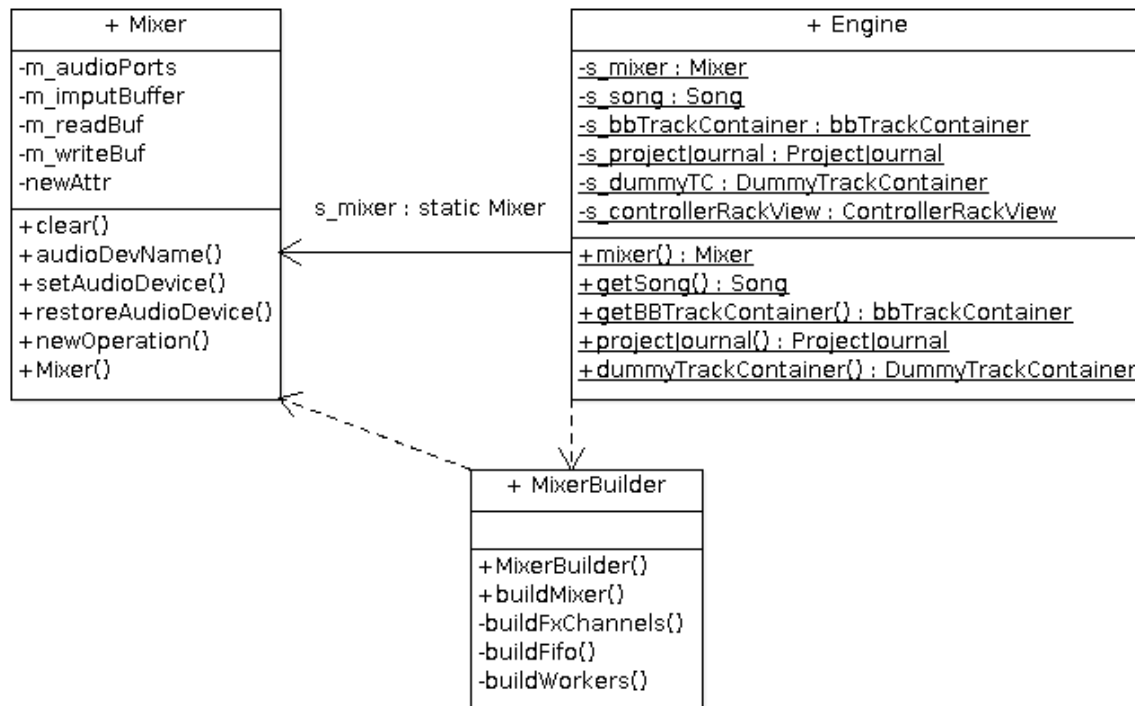 + Mixer
-m_audioPorts
-m_imputBuffer
-m_readBuf
-m_writeBuf
-newAttr
+clear()
+audioDevName()
+setAudioDevice()
+restoreAudioDevice()
+newOperation()
+Mixer()
s_mixer : static Mixer
+ Engine
-s_mixer : Mixer
-s_song : Song
-s_bbTrackContainer : bbTrackContainer
-s_projectJournal : ProjectJournal
-s_dummyTC : DummyTrackContainer
-s_controllerRackView : ControllerRackView
+mixer() : Mixer
+getSong() : Song
+getBBTrackContainer() : bbTrackContainer
+projectJournal() : ProjectJournal
+dummyTrackContainer() : DummyTrackContainer
+ MixerBuilder
+MixerBuilder()
+buildMixer()
-buildFxChannels()
-buildFifo()
-buildWorkers()